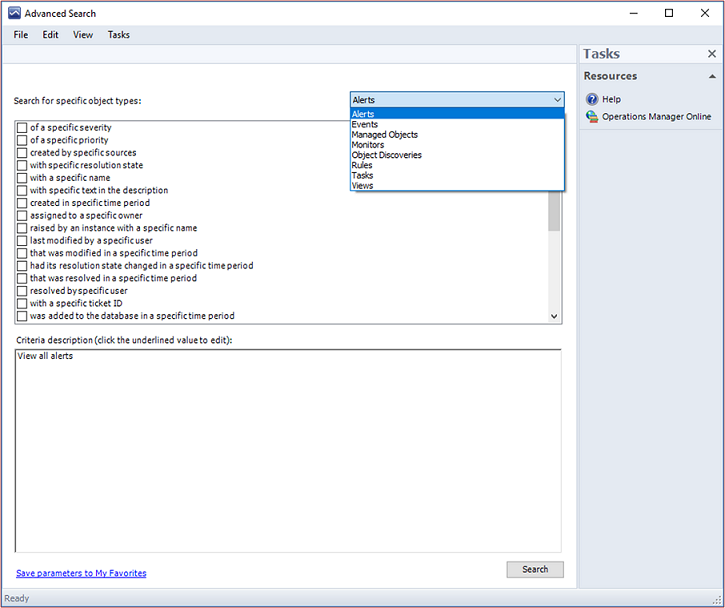 Advanced Search
File Edit View Tasks
Tasks
Resources
Help
Operations Manager Online
Search for specific object types:
Alerts
Alerts
Events
Managed Objects
Monitors
Object Discoveries
Rules
Tasks
Views
of a specific severity
of a specific priority
created by specific sources
with specific resolution state
with a specific name
with specific text in the description
created in specific time period
assigned to a specific owner
raised by an instance with a specific name
last modified by a specific user
that was modified in a specific time period
had its resolution state changed in a specific time period
that was resolved in a specific time period
resolved by specific user
with a specific ticket ID
was added to the database in a specific time period
Criteria description (click the underlined value to edit):
View all alerts
Save parameters to My Favorites
Search
Ready